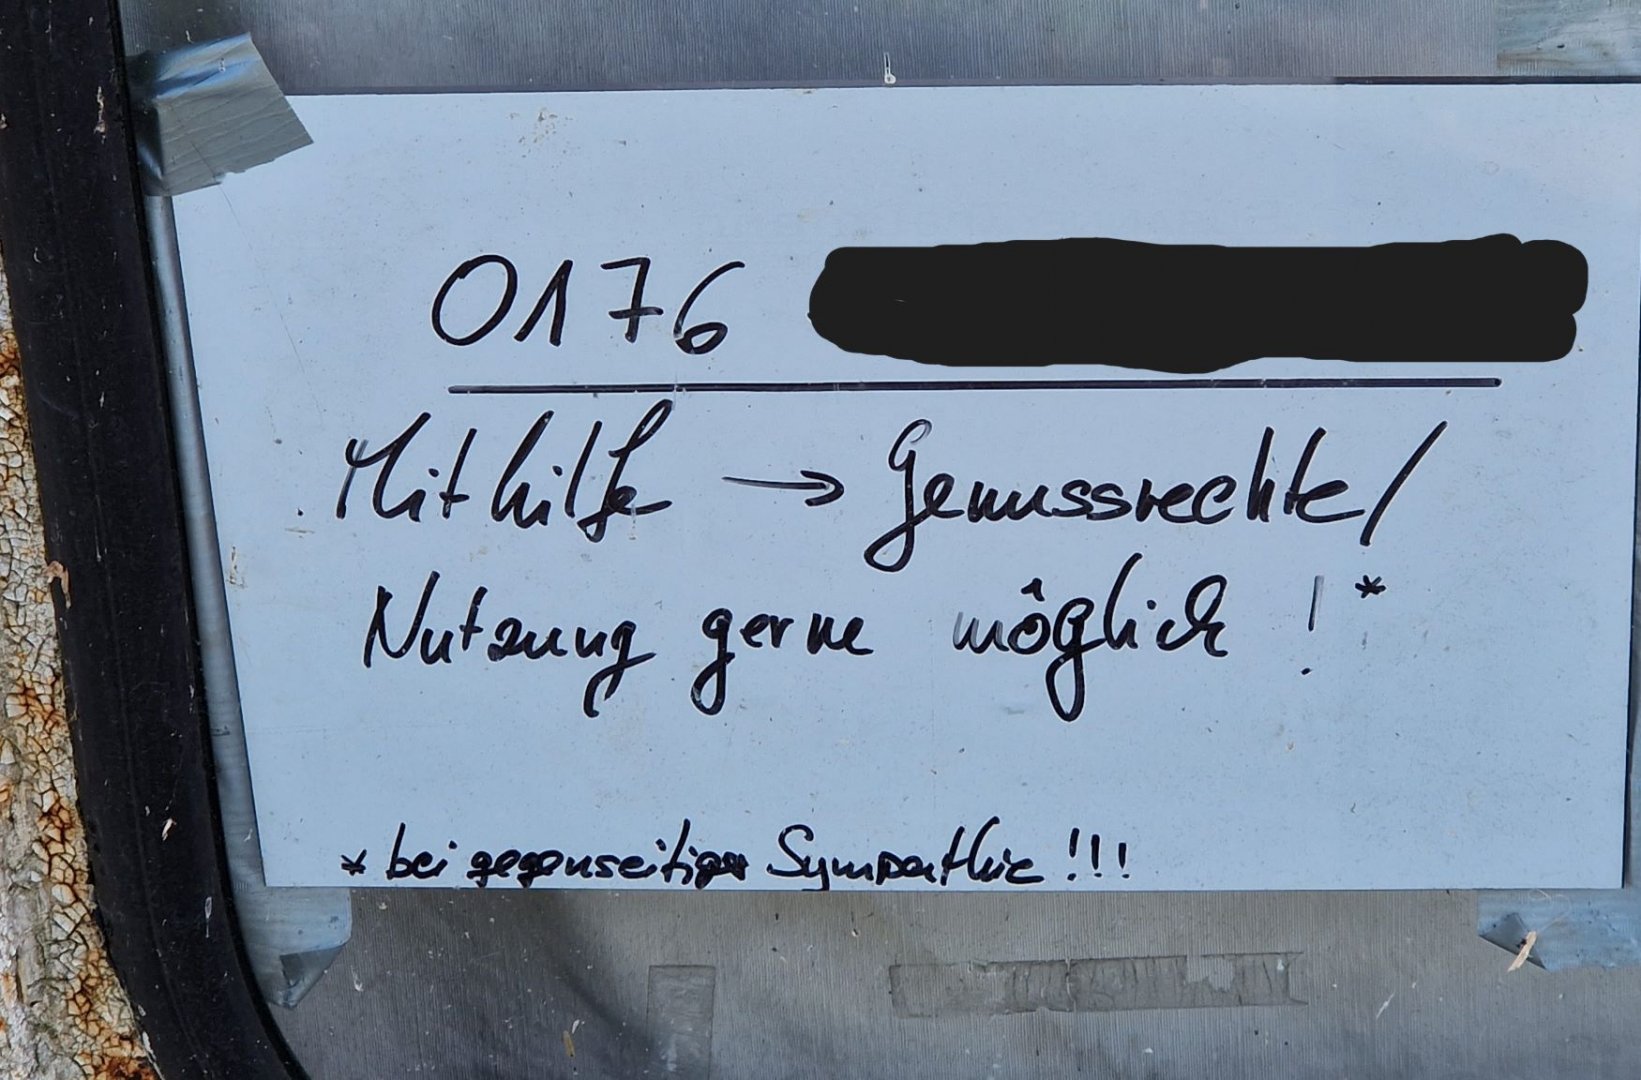 0176
Mithilfe → Genussrechte/
Nutzung gerne möglich !*
* bei gegenseitiger Sympathie !!!